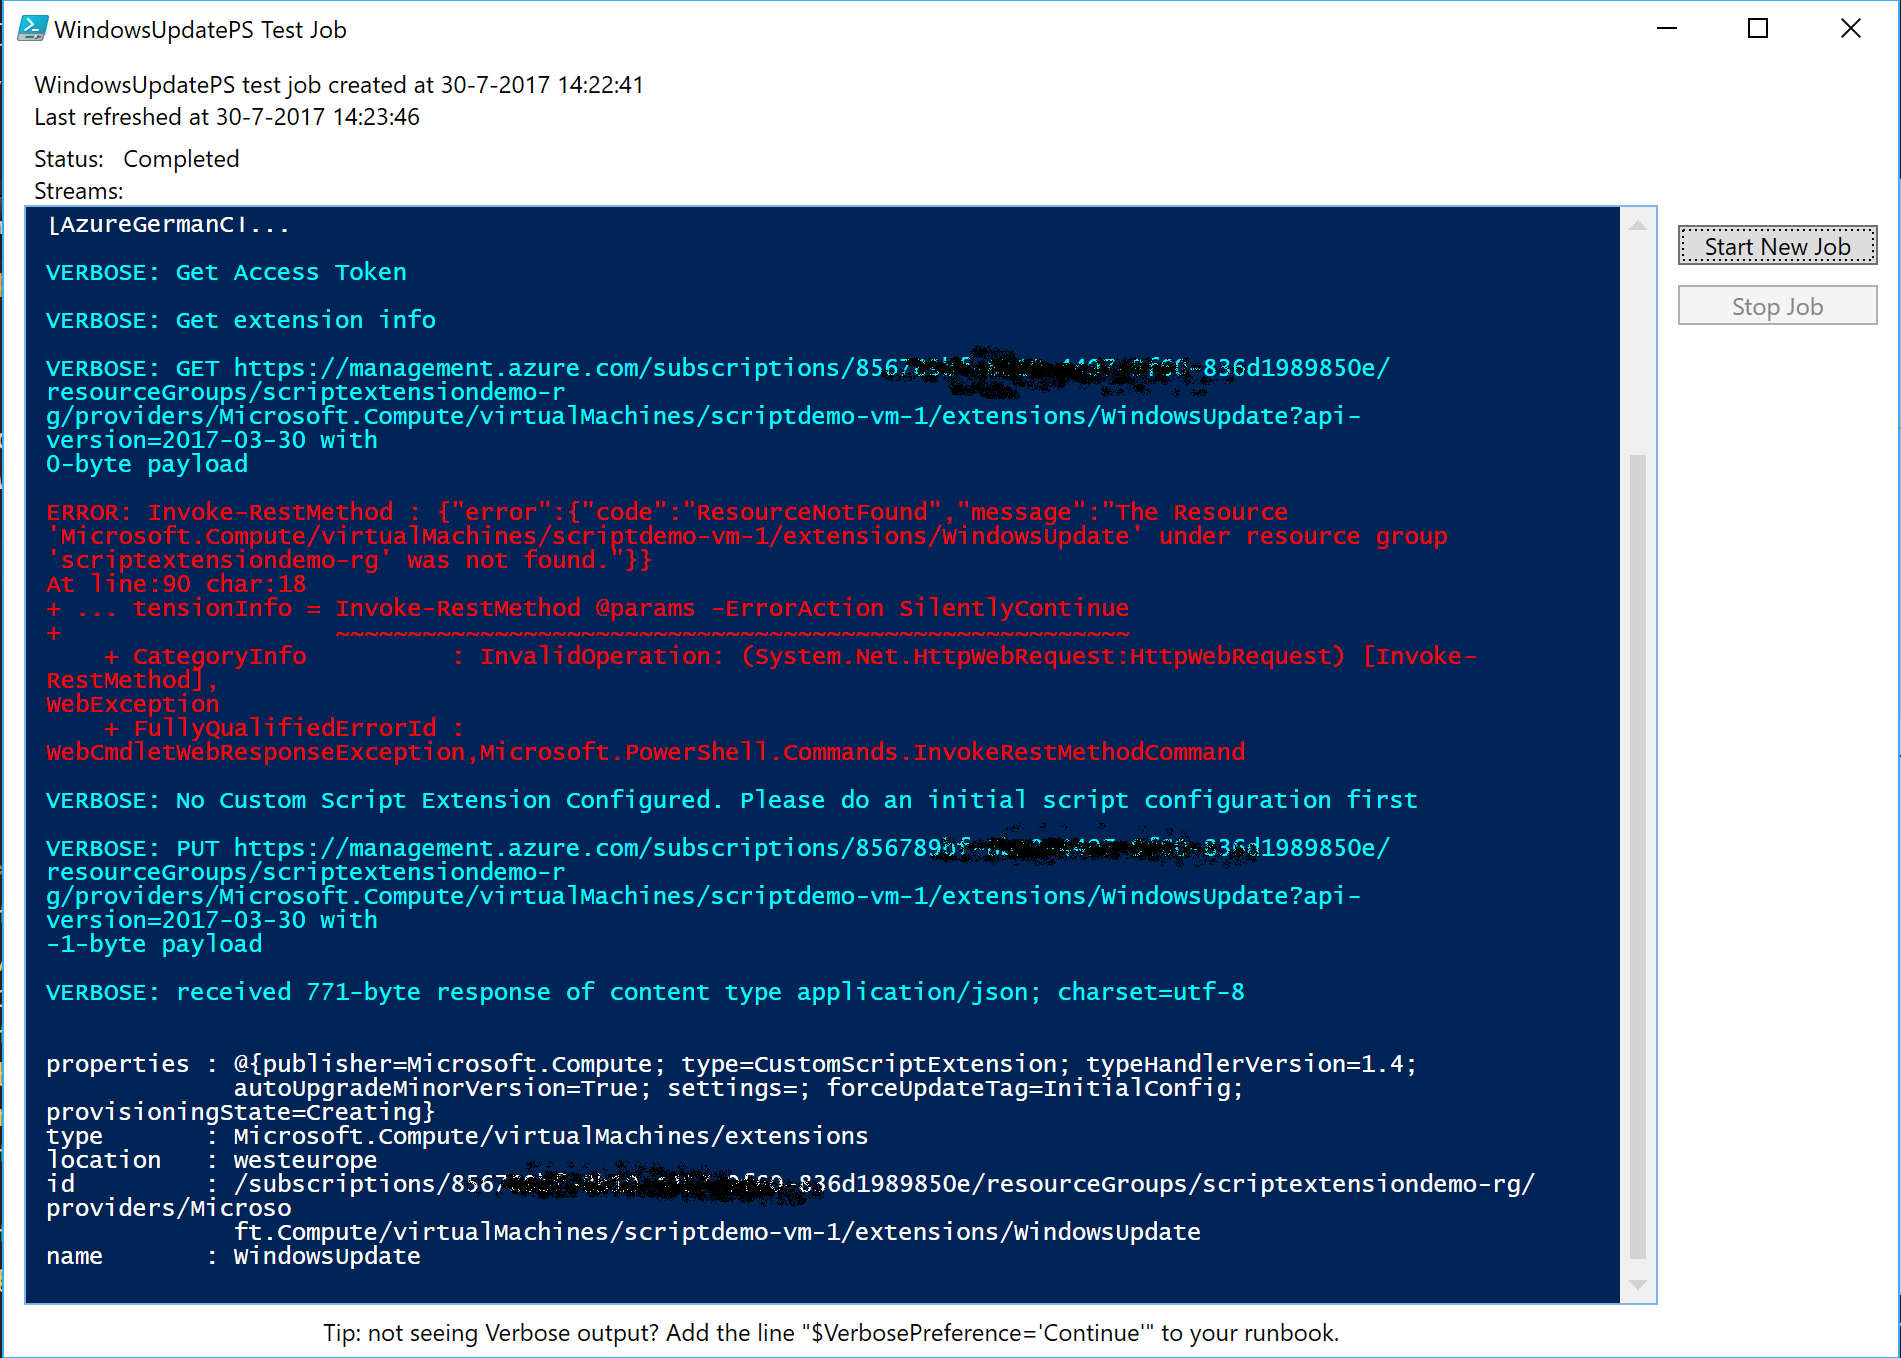 WindowsUpdatePS Test Job
WindowsUpdatePS test job created at 30-7-2017 14:22:41
Last refreshed at 30-7-2017 14:23:46
Status: Completed
Streams:
[AzureGermanCl...
VERBOSE: Get Access Token
VERBOSE: Get extension info
VERBOSE: GET https://management.azure.com/subscriptions/ 836d1989850e/
resourceGroups/scriptextensiondemo-r
g/providers/Microsoft.Compute/virtualMachines/scriptdemo-vm-1/extensions/WindowsUpdate?api-
version=2017-03-30 with
0-byte payload
ERROR: Invoke-RestMethod : {"error":{"code":"ResourceNotFound","message":"The Resource
'Microsoft.Compute/virtualMachines/scriptdemo-vm-1/extensions/WindowsUpdate' under resource group
'scriptextensiondemo-rg' was not found."}}
At line:90 char:18
+ ... tensionInfo = Invoke-RestMethod @params -ErrorAction SilentlyContinue
+ ~~~~~~~~~~~~~~~~~~~~~~~~~~~~~~~~~~~~~~~~~~~~~~~~~~~~~~~
+ CategoryInfo : InvalidOperation: (System.Net.HttpWebRequest:HttpWebRequest) [Invoke-
RestMethod],
WebException
+ FullyQualifiedErrorId :
WebCmdletWebResponseException,Microsoft.PowerShell.Commands.InvokeRestMethodCommand
VERBOSE: No Custom Script Extension Configured. Please do an initial script configuration first
VERBOSE: PUT https://management.azure.com/subscriptions/ 836d1989850e/
resourceGroups/scriptextensiondemo-r
g/providers/Microsoft.Compute/virtualMachines/scriptdemo-vm-1/extensions/WindowsUpdate?api-
version=2017-03-30 with
-1-byte payload
VERBOSE: received 771-byte response of content type application/json; charset=utf-8
properties : @{publisher=Microsoft.Compute; type=CustomScriptExtension; typeHandlerVersion=1.4;
autoUpgradeMinorVersion=True; settings=; forceUpdateTag=InitialConfig;
provisioningState=Creating}
type : Microsoft.Compute/virtualMachines/extensions
location : westeurope
id : /subscriptions/ 836d1989850e/resourceGroups/scriptextensiondemo-rg/
providers/Microso
ft.Compute/virtualMachines/scriptdemo-vm-1/extensions/WindowsUpdate
name : WindowsUpdate
Start New Job
Stop Job
Tip: not seeing Verbose output? Add the line "$VerbosePreference='Continue'" to your runbook.